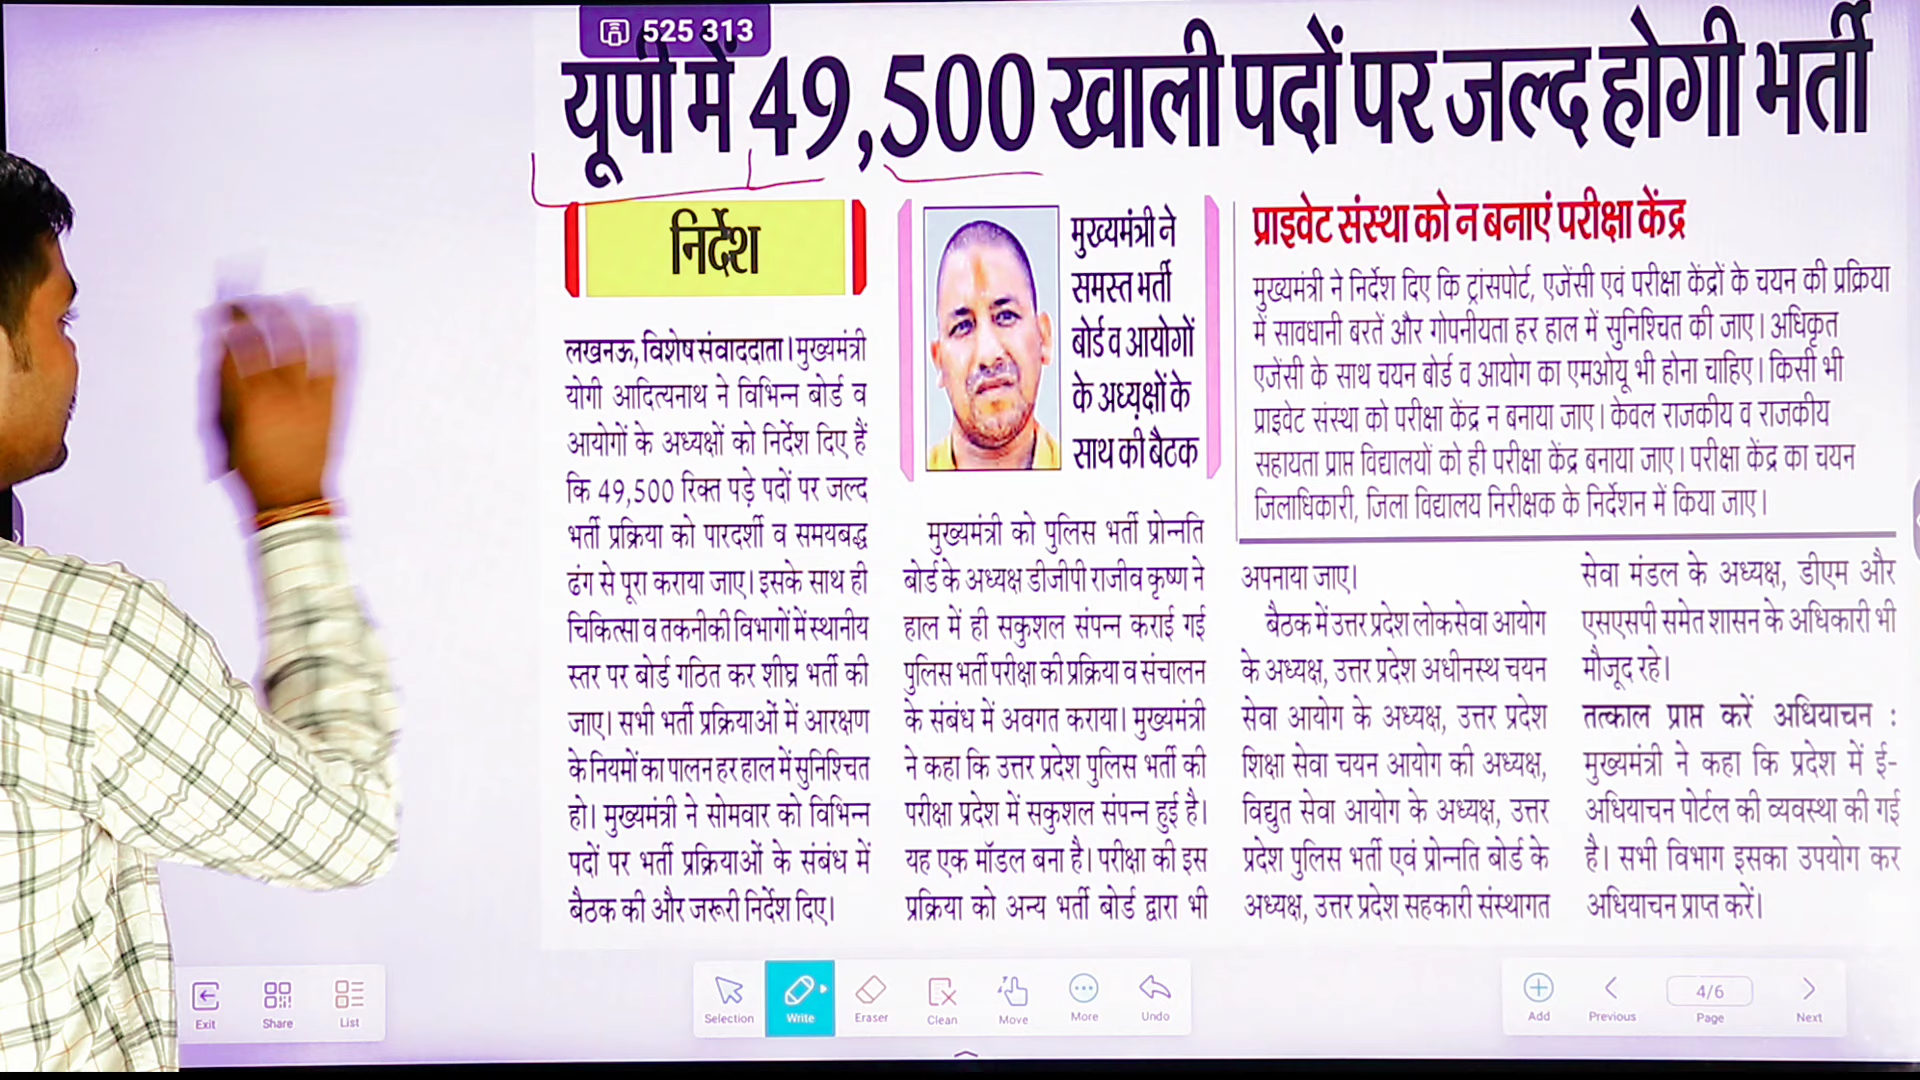 525 313
यूपी में 49,500 खाली पदों पर जल्द होगी भर्ती
निर्देश
लखनऊ, विशेष संवाददाता। मुख्यमंत्री
योगी आदित्यनाथ ने विभिन्न बोर्ड व
आयोगों के अध्यक्षों को निर्देश दिए हैं
कि 49,500 रिक्त पड़े पदों पर जल्द
भर्ती प्रक्रिया को पारदर्शी व समयबद्ध
ढंग से पूरा कराया जाए। इसके साथ ही
चिकित्सा व तकनीकी विभागों में स्थानीय
स्तर पर बोर्ड गठित कर शीघ्र भर्ती की
जाए। सभी भर्ती प्रक्रियाओं में आरक्षण
के नियमों का पालन हर हाल में सुनिश्चित
हो। मुख्यमंत्री ने सोमवार को विभिन्न
पदों पर भर्ती प्रक्रियाओं के संबंध में
बैठक की और जरूरी निर्देश दिए।
मुख्यमंत्री ने
समस्त भर्ती
बोर्ड व आयोगों
के अध्यक्षों के
साथ की बैठक
मुख्यमंत्री को पुलिस भर्ती प्रोन्नति
बोर्ड के अध्यक्ष डीजीपी राजीव कृष्ण ने
हाल में ही सकुशल संपन्न कराई गई
पुलिस भर्ती परीक्षा की प्रक्रिया व संचालन
के संबंध में अवगत कराया। मुख्यमंत्री
ने कहा कि उत्तर प्रदेश पुलिस भर्ती की
परीक्षा प्रदेश में सकुशल संपन्न हुई है।
यह एक मॉडल बना है। परीक्षा की इस
प्रक्रिया को अन्य भर्ती बोर्ड द्वारा भी
प्राइवेट संस्था को न बनाएं परीक्षा केंद्र
मुख्यमंत्री ने निर्देश दिए कि ट्रांसपोर्ट, एजेंसी एवं परीक्षा केंद्रों के चयन की प्रक्रिया
में सावधानी बरतें और गोपनीयता हर हाल में सुनिश्चित की जाए। अधिकृत
एजेंसी के साथ चयन बोर्ड व आयोग का एमओयू भी होना चाहिए। किसी भी
प्राइवेट संस्था को परीक्षा केंद्र न बनाया जाए। केवल राजकीय व राजकीय
सहायता प्राप्त विद्यालयों को ही परीक्षा केंद्र बनाया जाए। परीक्षा केंद्र का चयन
जिलाधिकारी, जिला विद्यालय निरीक्षक के निर्देशन में किया जाए।
अपनाया जाए।
बैठक में उत्तर प्रदेश लोकसेवा आयोग
के अध्यक्ष, उत्तर प्रदेश अधीनस्थ चयन
सेवा आयोग के अध्यक्ष, उत्तर प्रदेश
शिक्षा सेवा चयन आयोग की अध्यक्ष,
विद्युत सेवा आयोग के अध्यक्ष, उत्तर
प्रदेश पुलिस भर्ती एवं प्रोन्नति बोर्ड के
अध्यक्ष, उत्तर प्रदेश सहकारी संस्थागत
सेवा मंडल के अध्यक्ष, डीएम और
एसएसपी समेत शासन के अधिकारी भी
मौजूद रहे।
तत्काल प्राप्त करें अधियाचन :
मुख्यमंत्री ने कहा कि प्रदेश में ई-
अधियाचन पोर्टल की व्यवस्था की गई
है। सभी विभाग इसका उपयोग कर
अधियाचन प्राप्त करें।
Exit Share List
Selection Write Eraser Clean Move More Undo
Add Previous 4/6 Page Next